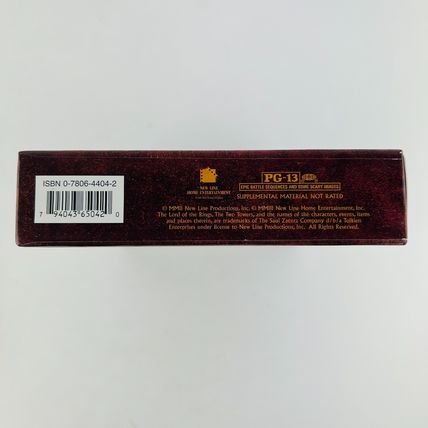 ISBN 0-7806-4404-2
7 94043 65042 0
NEW LINE
HOME ENTERTAINMENT
PG-13
EPIC BATTLE SEQUENCES AND SOME SCARY IMAGES
SUPPLEMENTAL MATERIAL NOT RATED
© MMII New Line Productions, Inc. © MMIII New Line Home Entertainment, Inc.
The Lord of the Rings, The Two Towers, and the names of the characters, events, items
and places therein, are trademarks of The Saul Zaentz Company d/b/a Tolkien
Enterprises under license to New Line Productions, Inc. All Rights Reserved.